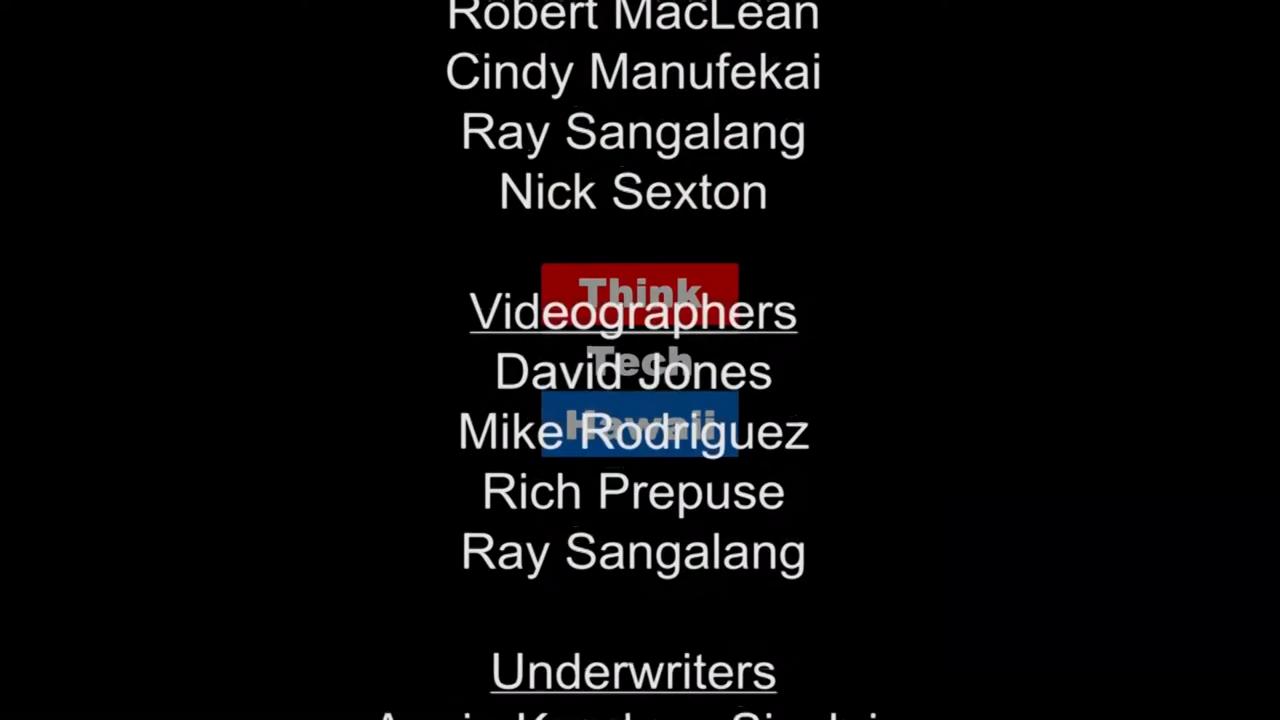 Robert MacLean
Cindy Manufekai
Ray Sangalang
Nick Sexton
Think
Videographers
Tech
David Jones
Hawaii
Mike Rodriguez
Rich Prepuse
Ray Sangalang
Underwriters